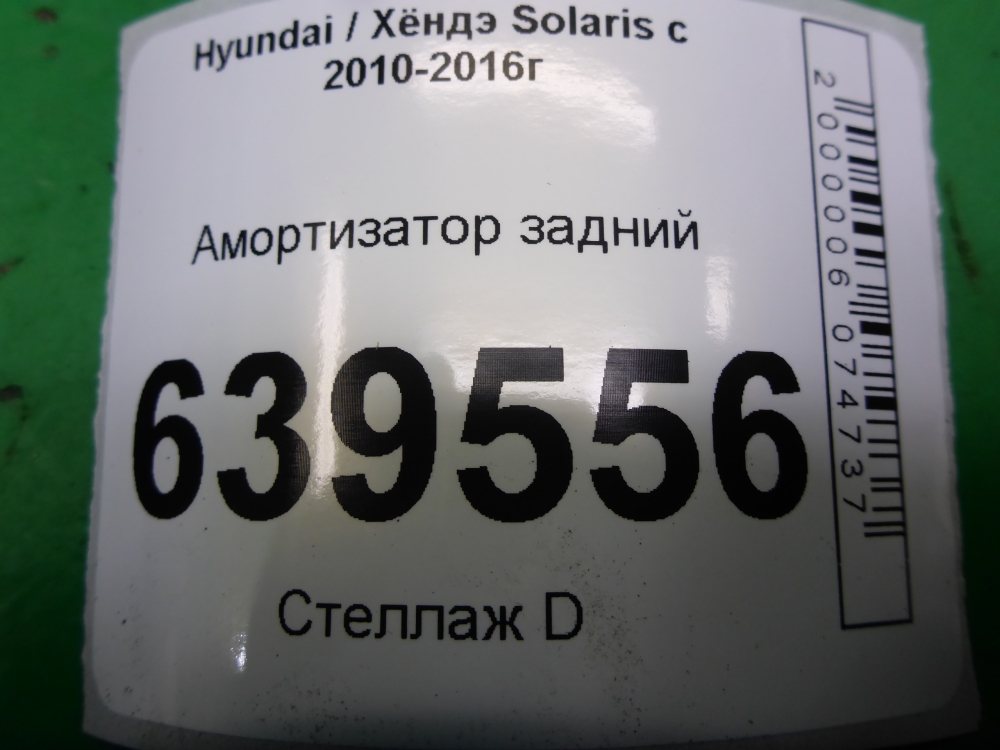 Hyundai / Хёндэ Solaris с
2010-2016г
Амортизатор задний
639556
Стеллаж D
2000006074737